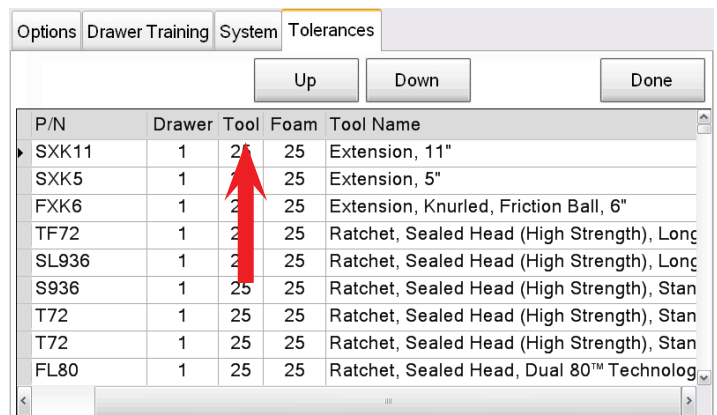 Options Drawer Training System Tolerances
Up Down Done
P/N Drawer Tool Foam Tool Name
SXK11 1 25 25 Extension, 11"
SXK5 1 25 Extension, 5"
FXK6 1 25 Extension, Knurled, Friction Ball, 6"
TF72 1 25 Ratchet, Sealed Head (High Strength), Long
SL936 1 25 Ratchet, Sealed Head (High Strength), Long
S936 1 25 25 Ratchet, Sealed Head (High Strength), Stan
T72 1 25 25 Ratchet, Sealed Head (High Strength), Stan
T72 1 25 25 Ratchet, Sealed Head (High Strength), Stan
FL80 1 25 25 Ratchet, Sealed Head, Dual 80™ Technolog